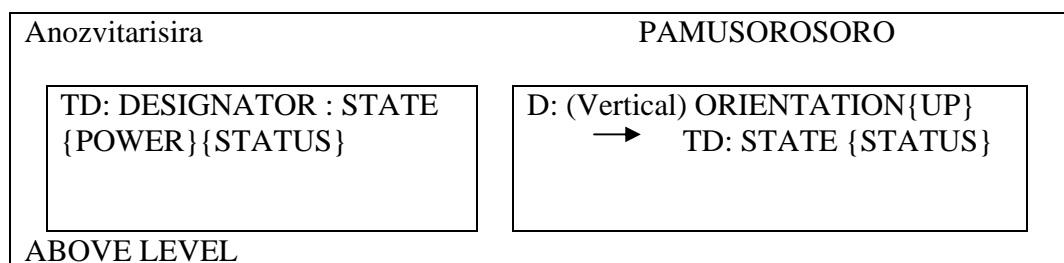 Anozvitarisira PAMUSOROSORO
TD: DESIGNATOR : STATE
{POWER}{STATUS}
D: (Vertical) ORIENTATION{UP}
→ TD: STATE {STATUS}
ABOVE LEVEL